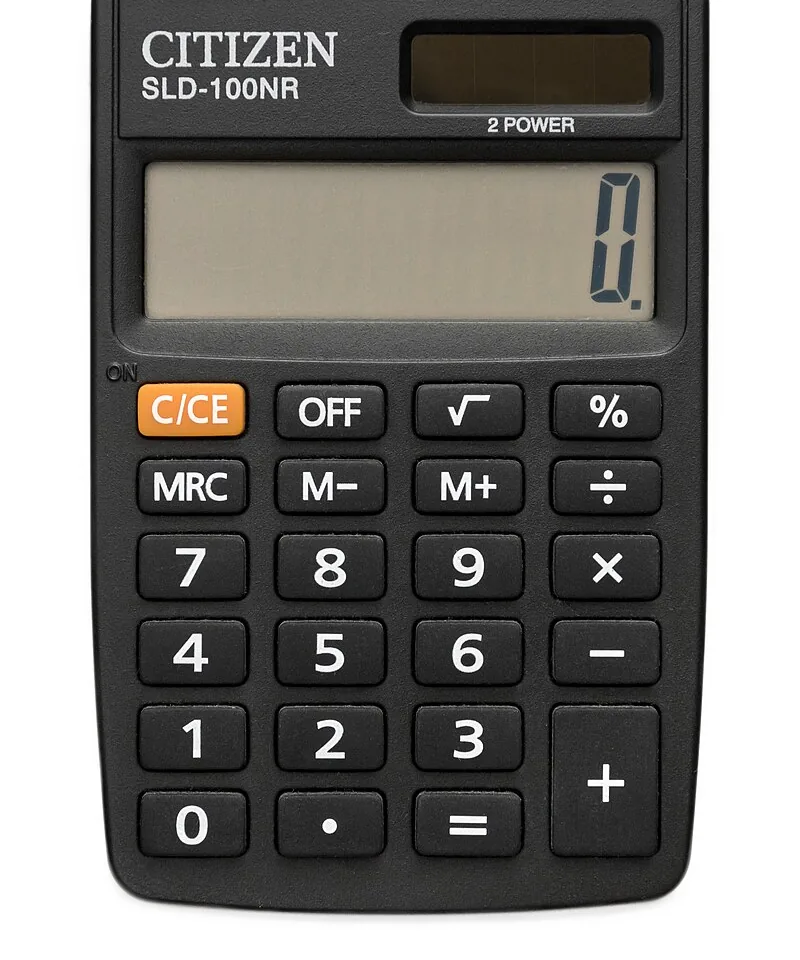 CITIZEN
SLD-100NR
2 POWER
0.
ON
C/CE OFF √ %
MRC M− M+ ÷
7 8 9 ×
4 5 6 −
1 2 3
+
0 . =